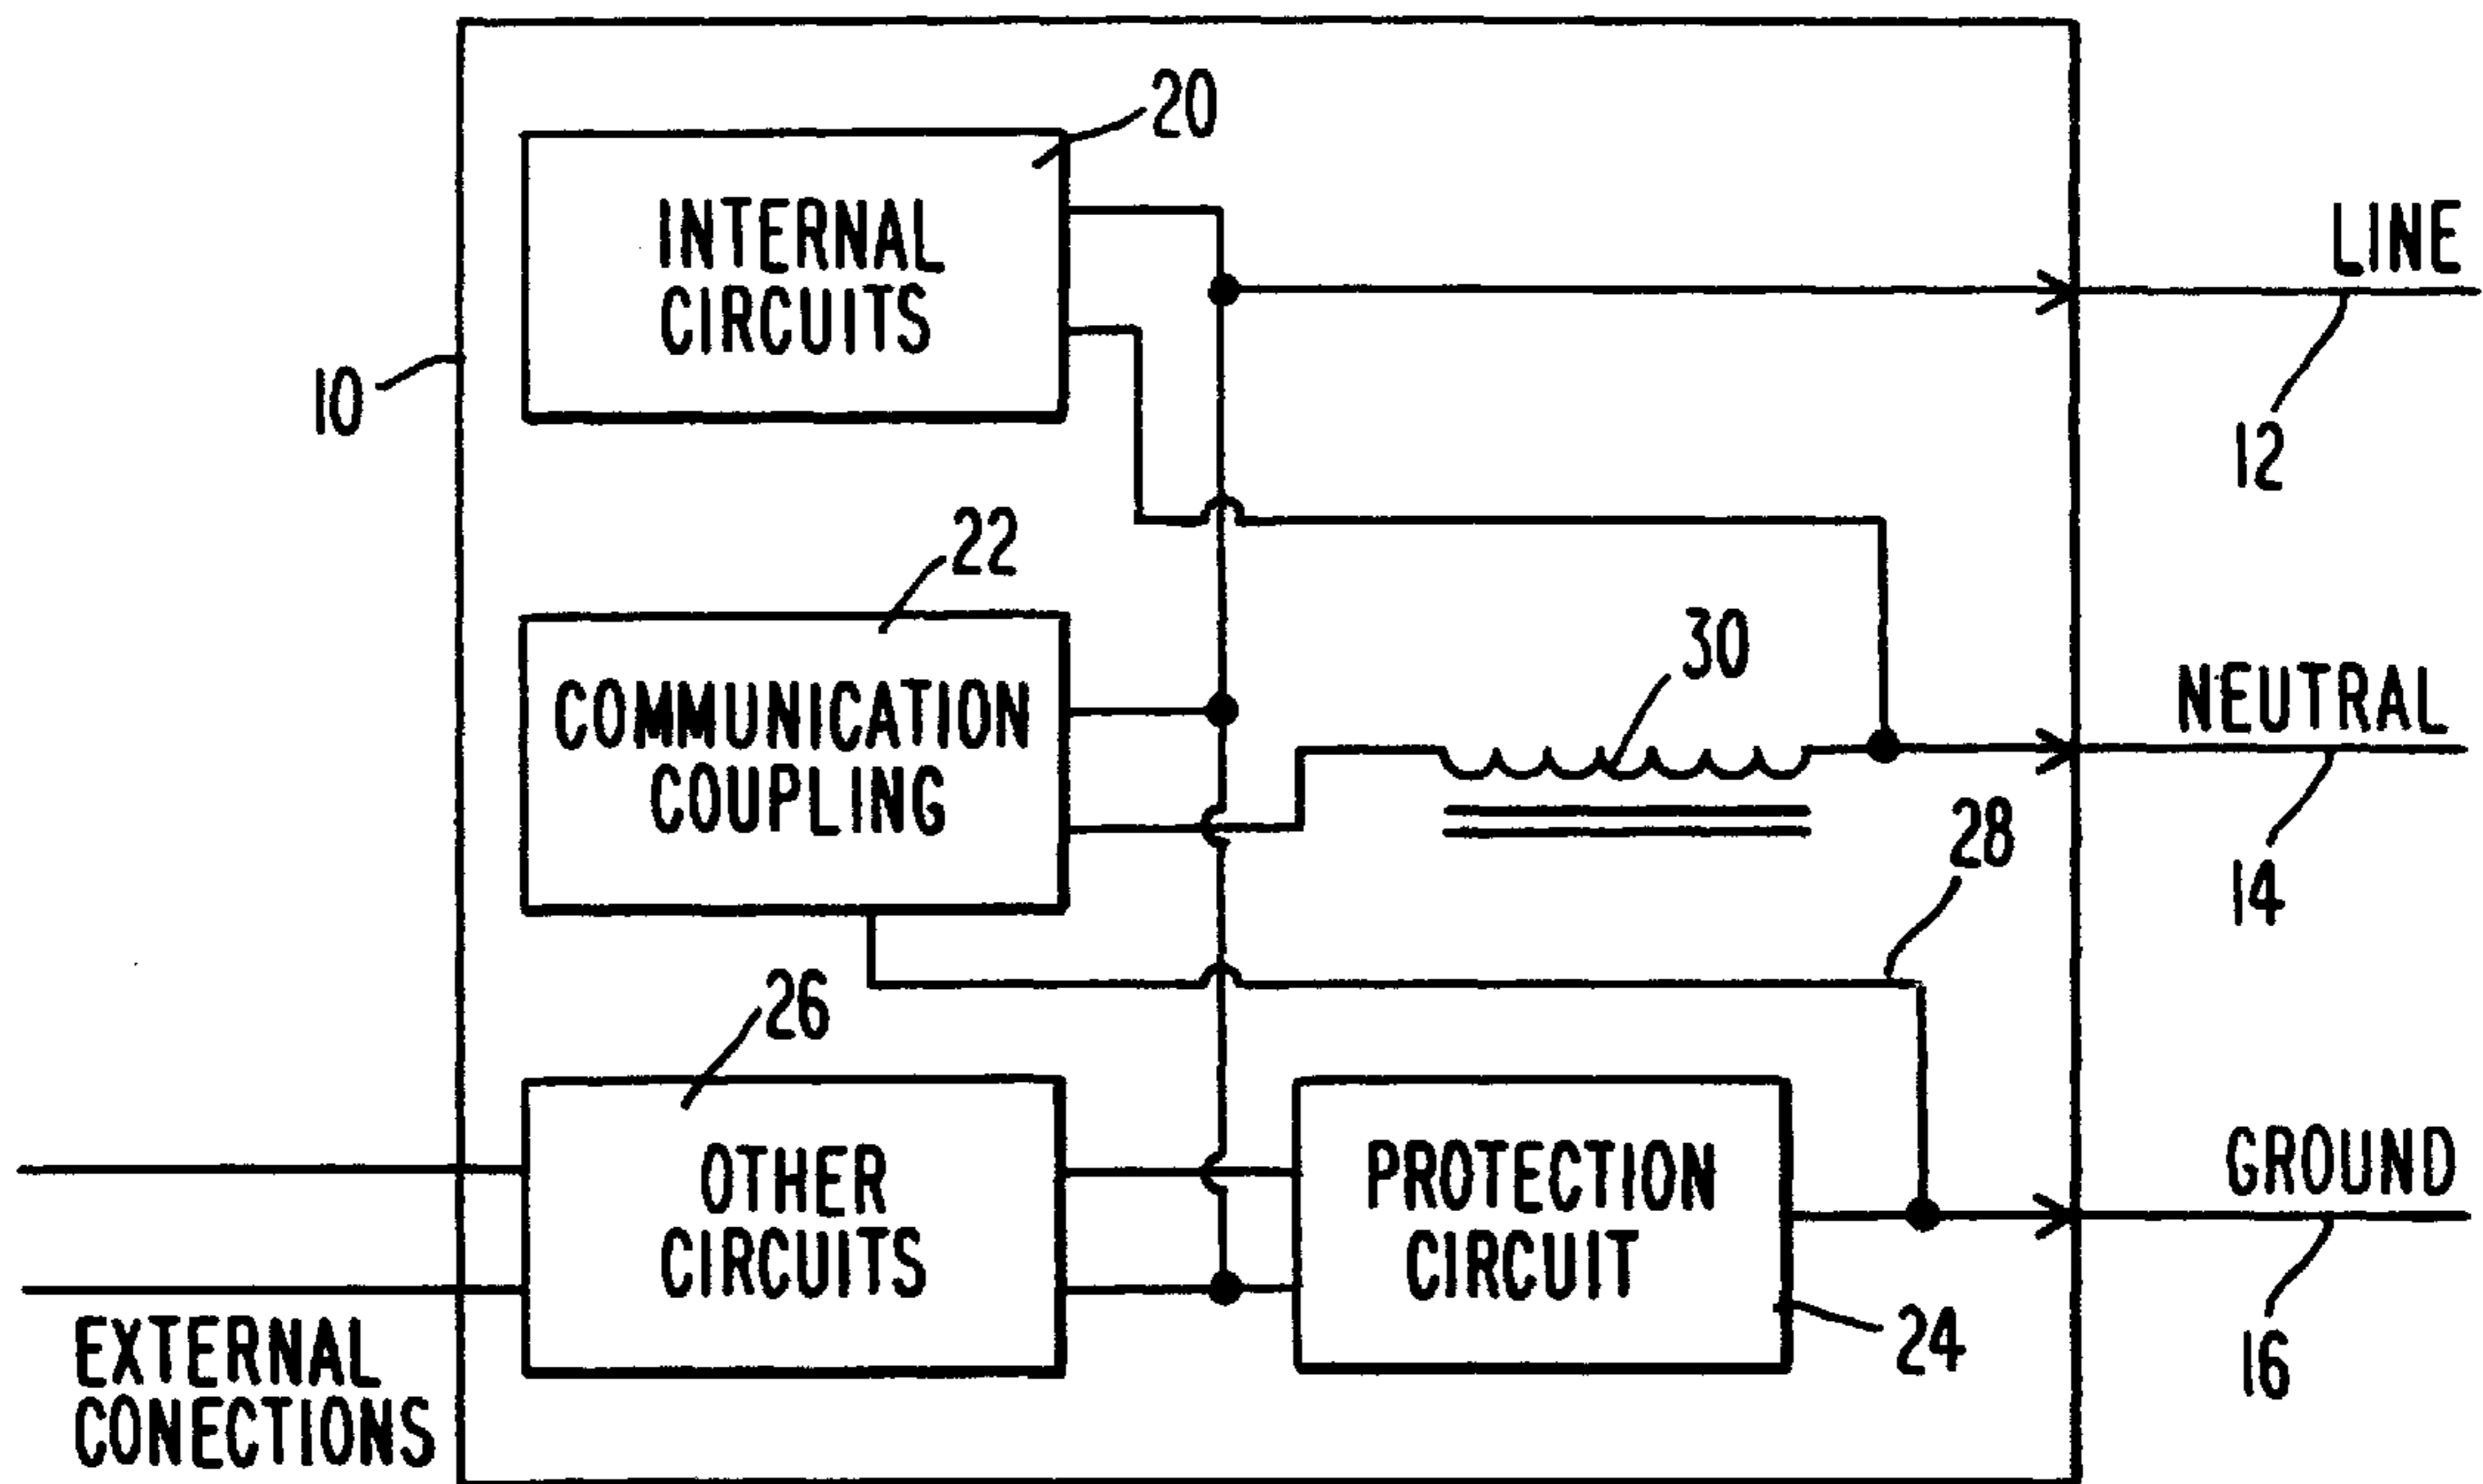 20
INTERNAL
CIRCUITS
LINE
10
12
22
30
COMMUNICATION
COUPLING
NEUTRAL
28
14
26
OTHER
CIRCUITS
PROTECTION
CIRCUIT
GROUND
24
16
EXTERNAL
CONECTIONS